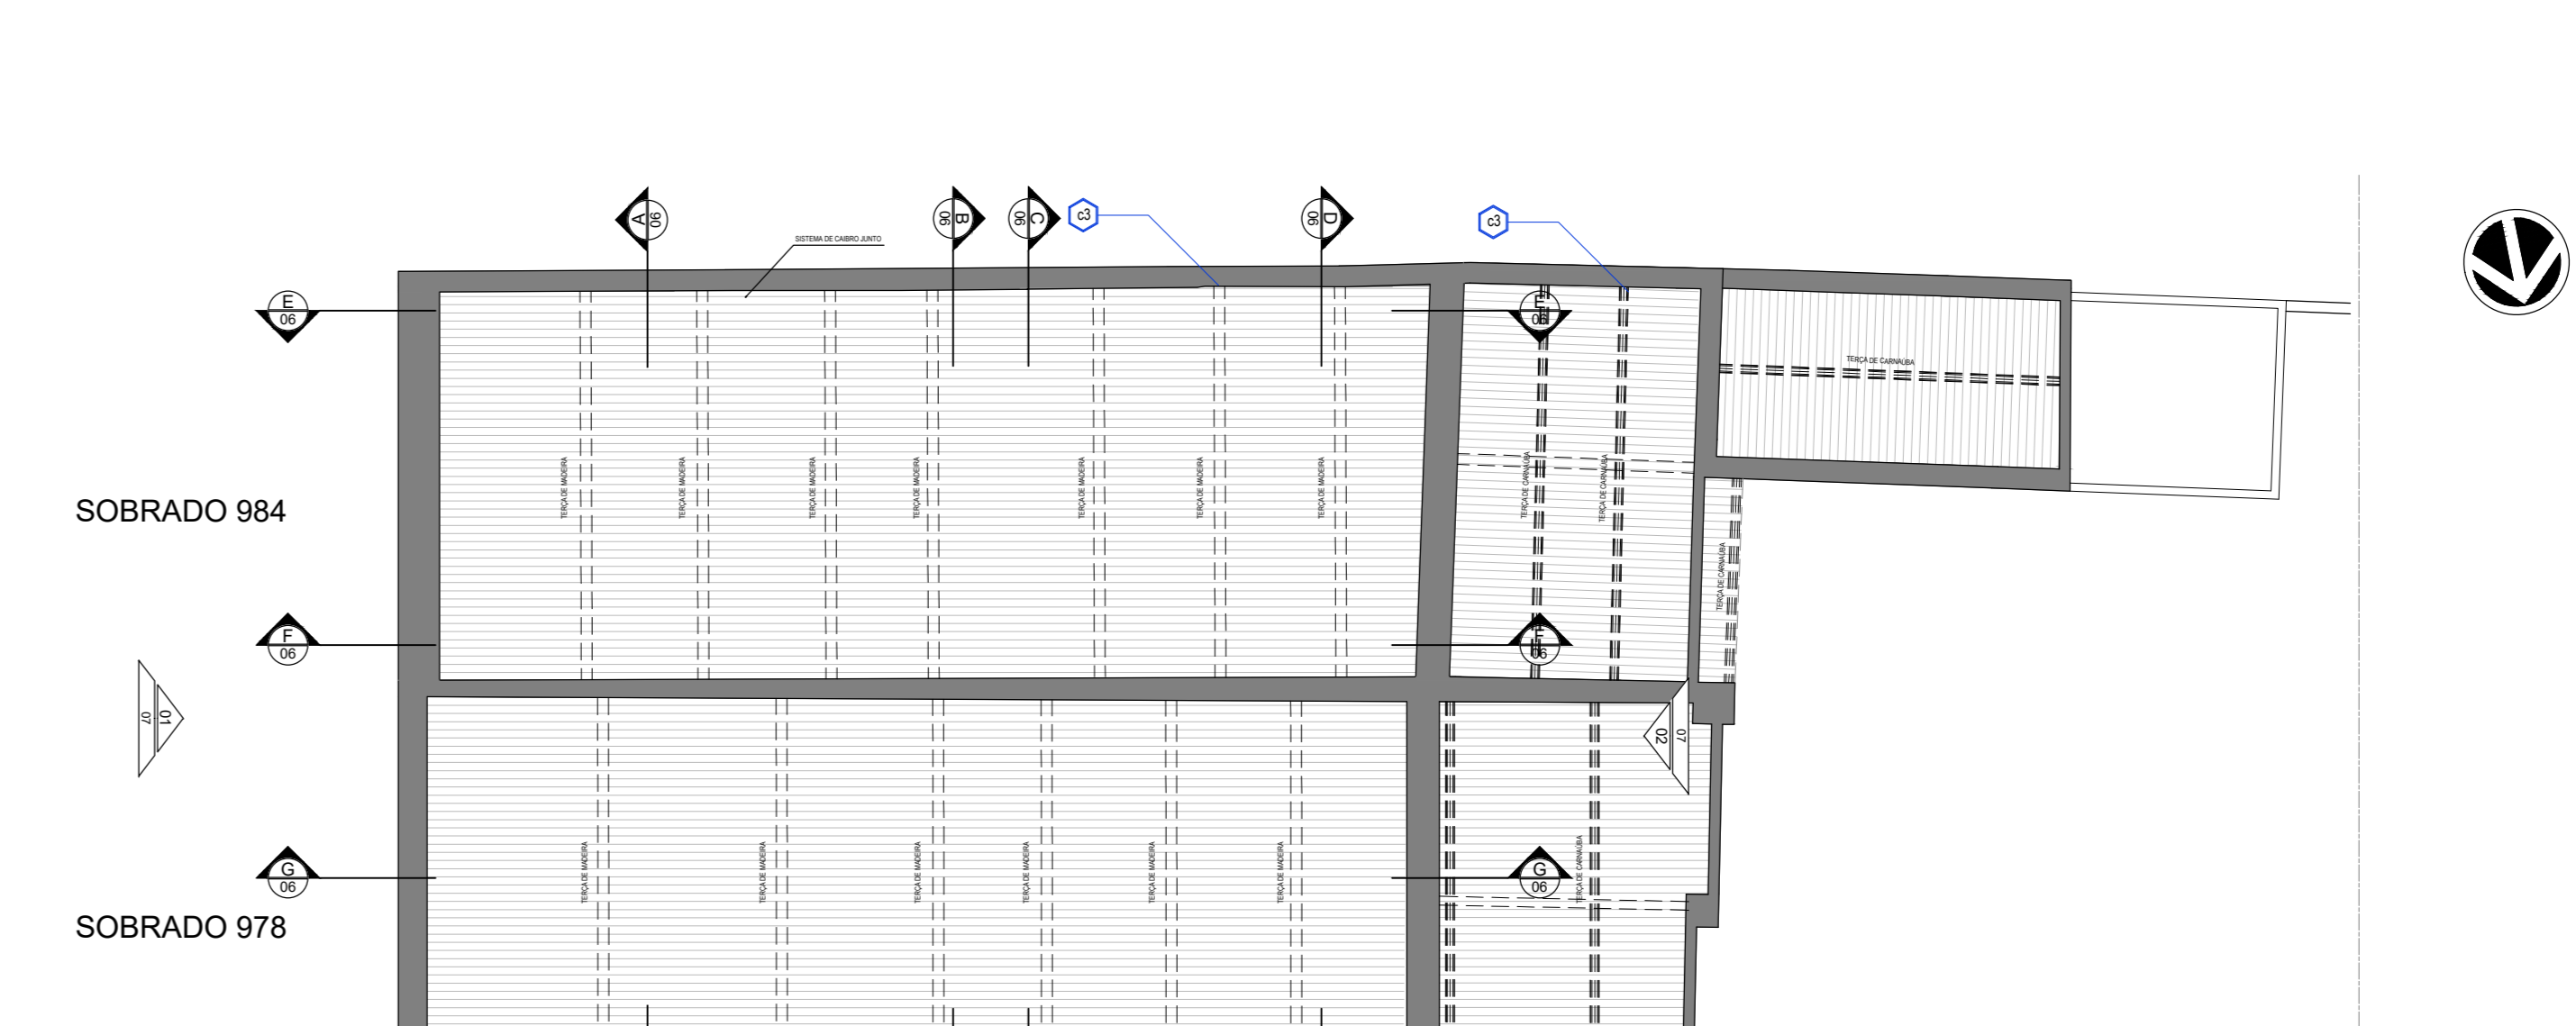 A
06
B
06
C
06
c3
D
06
c3
SISTEMA DE CAIBRO JUNTO
E
06
E
06
TERÇA DE CARNAÚBA
TERÇA DE MADEIRA
TERÇA DE MADEIRA
TERÇA DE MADEIRA
TERÇA DE MADEIRA
TERÇA DE MADEIRA
TERÇA DE MADEIRA
TERÇA DE MADEIRA
TERÇA DE CARNAÚBA
TERÇA DE CARNAÚBA
SOBRADO 984
TERÇA DE CARNAÚBA
F
06
F
06
01
07
02
07
TERÇA DE MADEIRA
TERÇA DE MADEIRA
TERÇA DE MADEIRA
TERÇA DE MADEIRA
TERÇA DE MADEIRA
TERÇA DE MADEIRA
TERÇA DE CARNAÚBA
G
06
G
06
SOBRADO 978